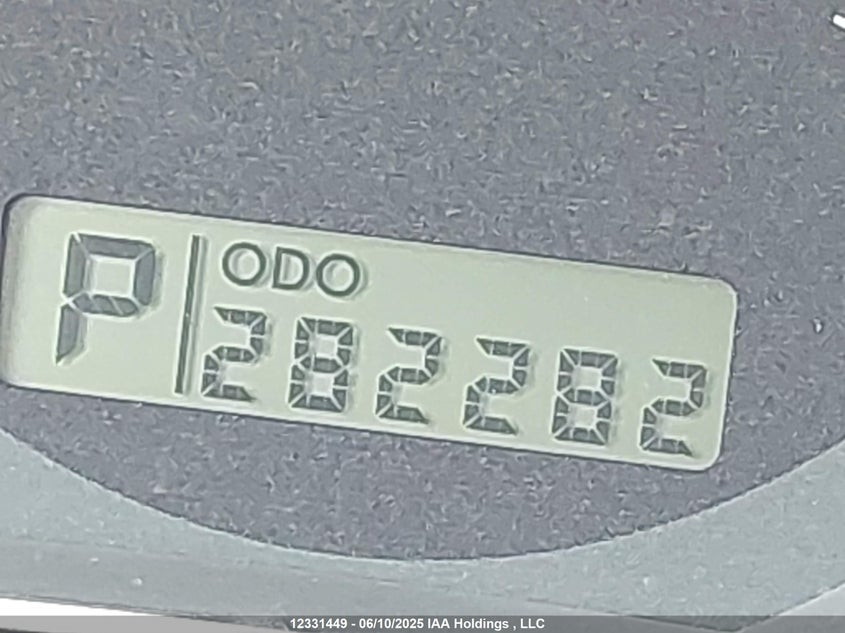 P
ODO
282282
12331449 - 06/10/2025 IAA Holdings , LLC